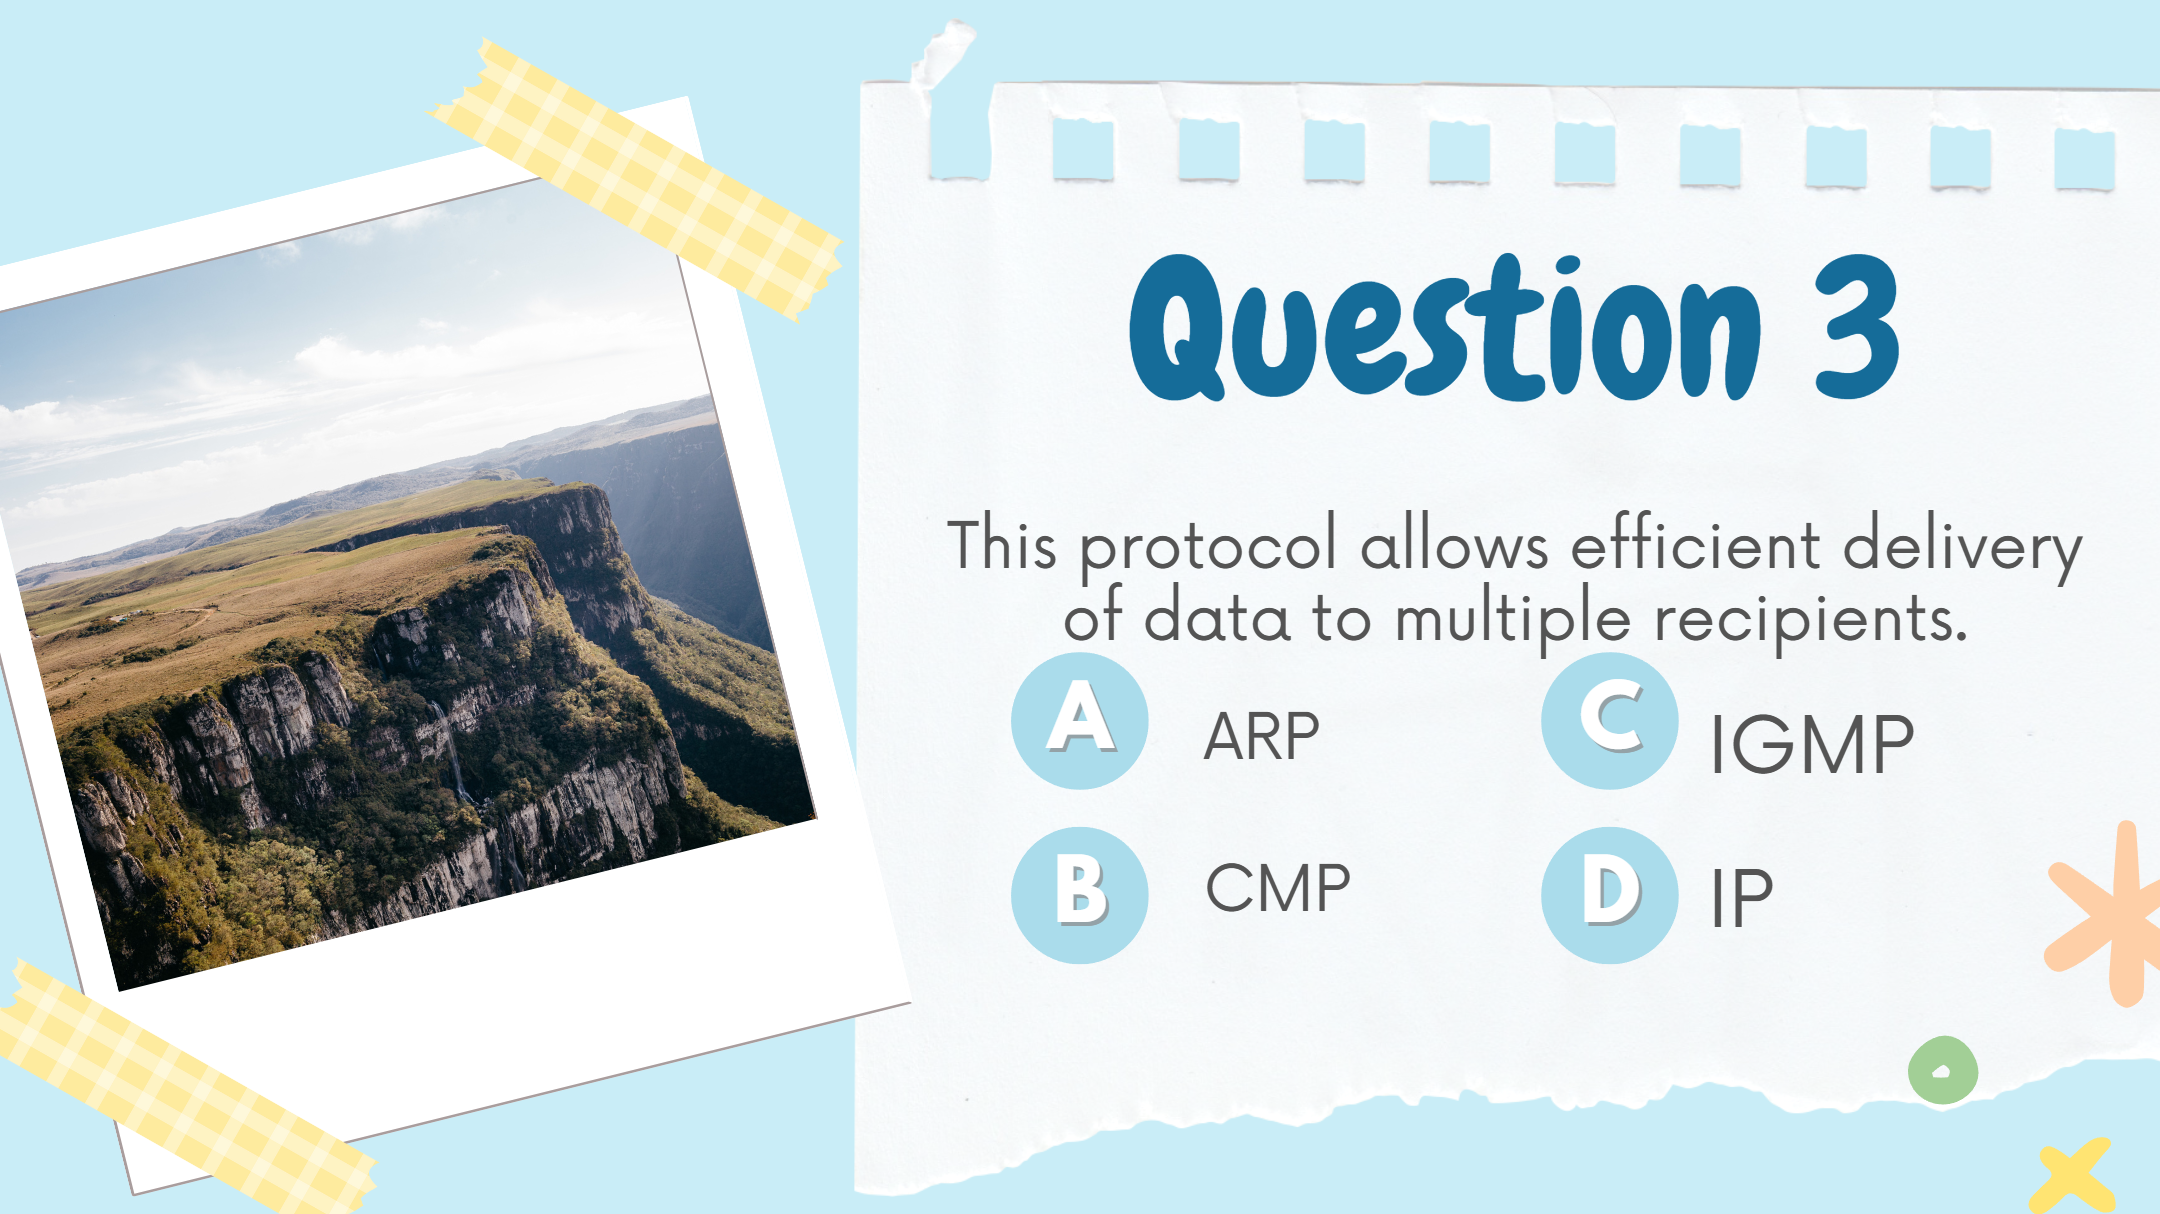 Question 3
This protocol allows efficient delivery
of data to multiple recipients.
A ARP
B CMP
C IGMP
D IP